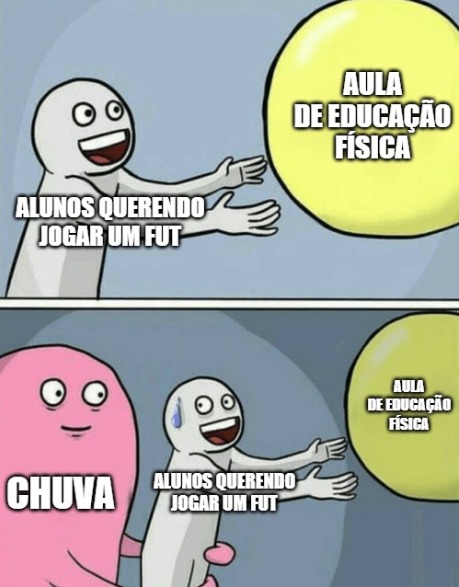 AULA
DE EDUCAÇÃO
FÍSICA
ALUNOS QUERENDO
JOGAR UM FUT
AULA
DE EDUCAÇÃO
FÍSICA
CHUVA
ALUNOS QUERENDO
JOGAR UM FUT